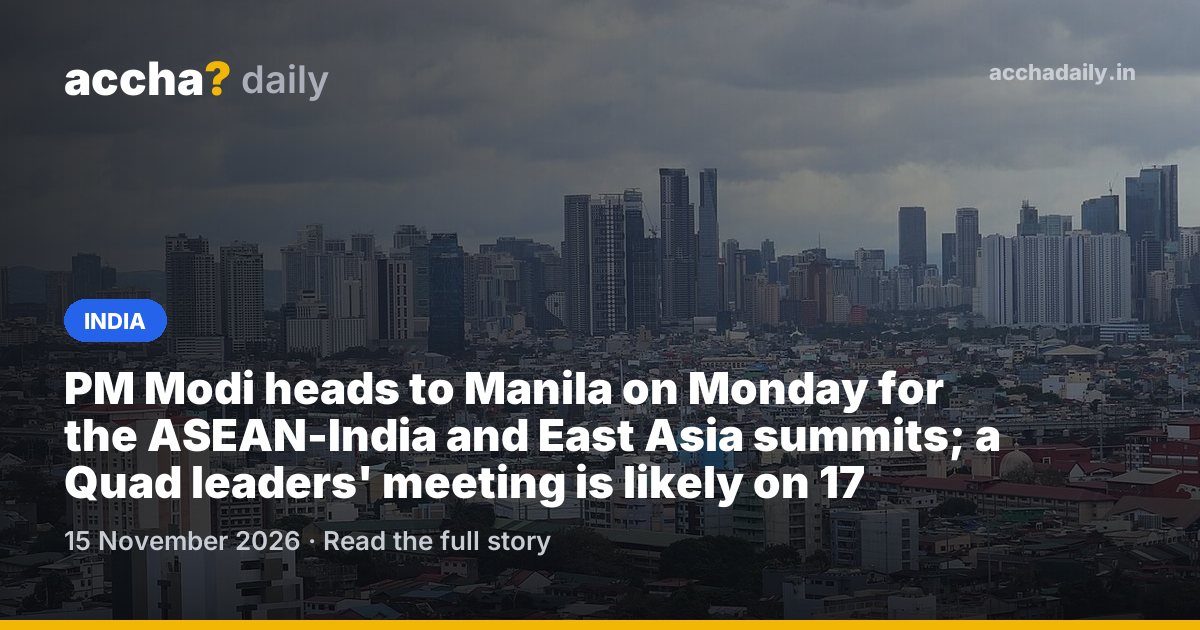 accha? daily
acchadaily.in
INDIA
PM Modi heads to Manila on Monday for
the ASEAN-India and East Asia summits; a
Quad leaders' meeting is likely on 17
15 November 2026 · Read the full story